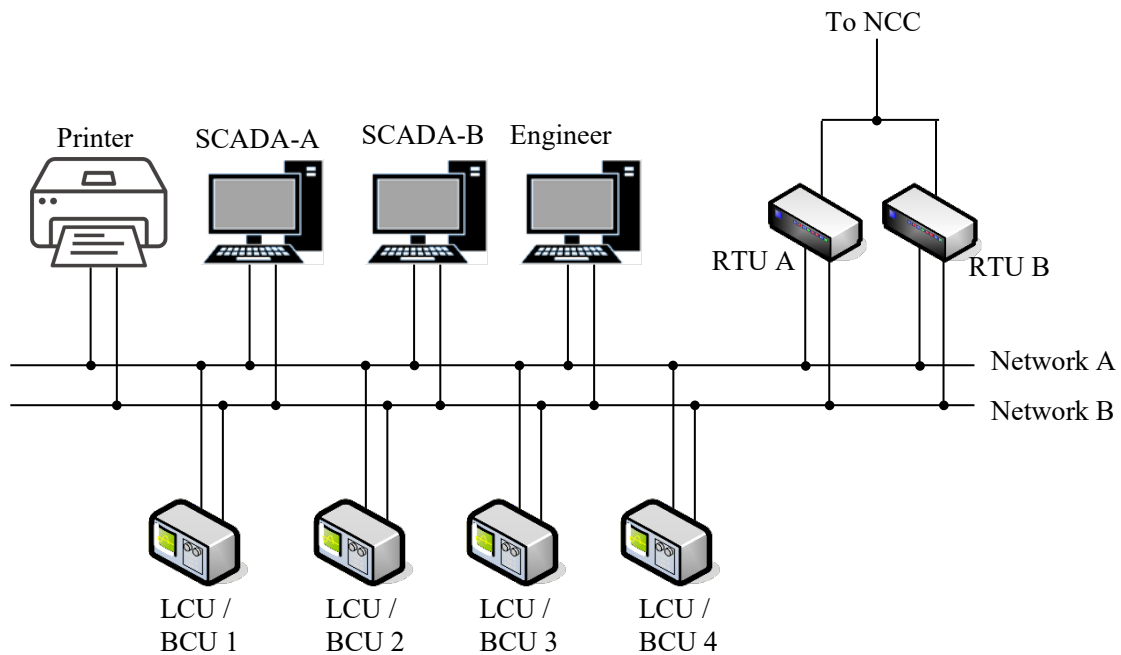 To NCC
Printer
SCADA-A
SCADA-B
Engineer
RTU A
RTU B
Network A
Network B
LCU /
BCU 1
LCU /
BCU 2
LCU /
BCU 3
LCU /
BCU 4